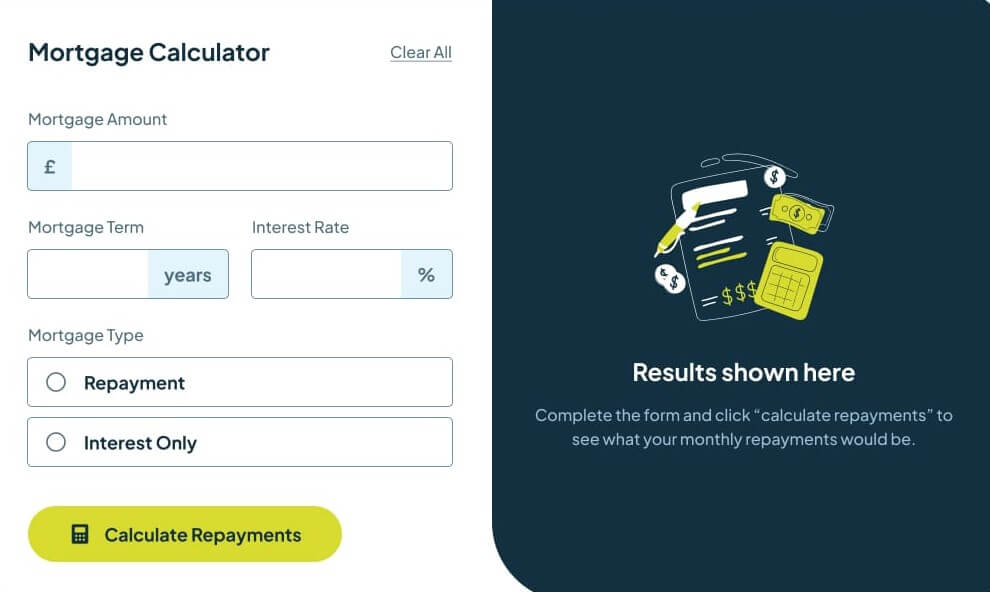 Mortgage Calculator
Clear All
Mortgage Amount
£
Mortgage Term
Interest Rate
years
%
Mortgage Type
Repayment
Interest Only
Calculate Repayments
$
$
$
$
$$$
Results shown here
Complete the form and click “calculate repayments” to
see what your monthly repayments would be.